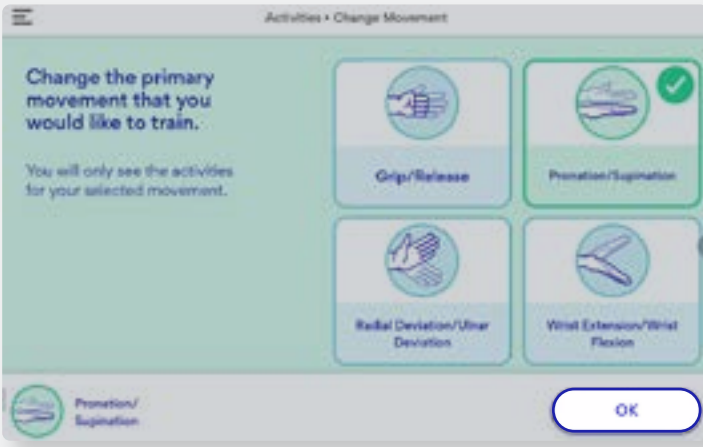 Activities • Change Movement
Change the primary
movement that you
would like to train.
You will only see the activities
for your selected movement.
Grip/Release
Pronation/Supination
Radial Deviation/Ulnar
Deviation
Wrist Extension/Wrist
Flexion
Pronation/
Supination
OK